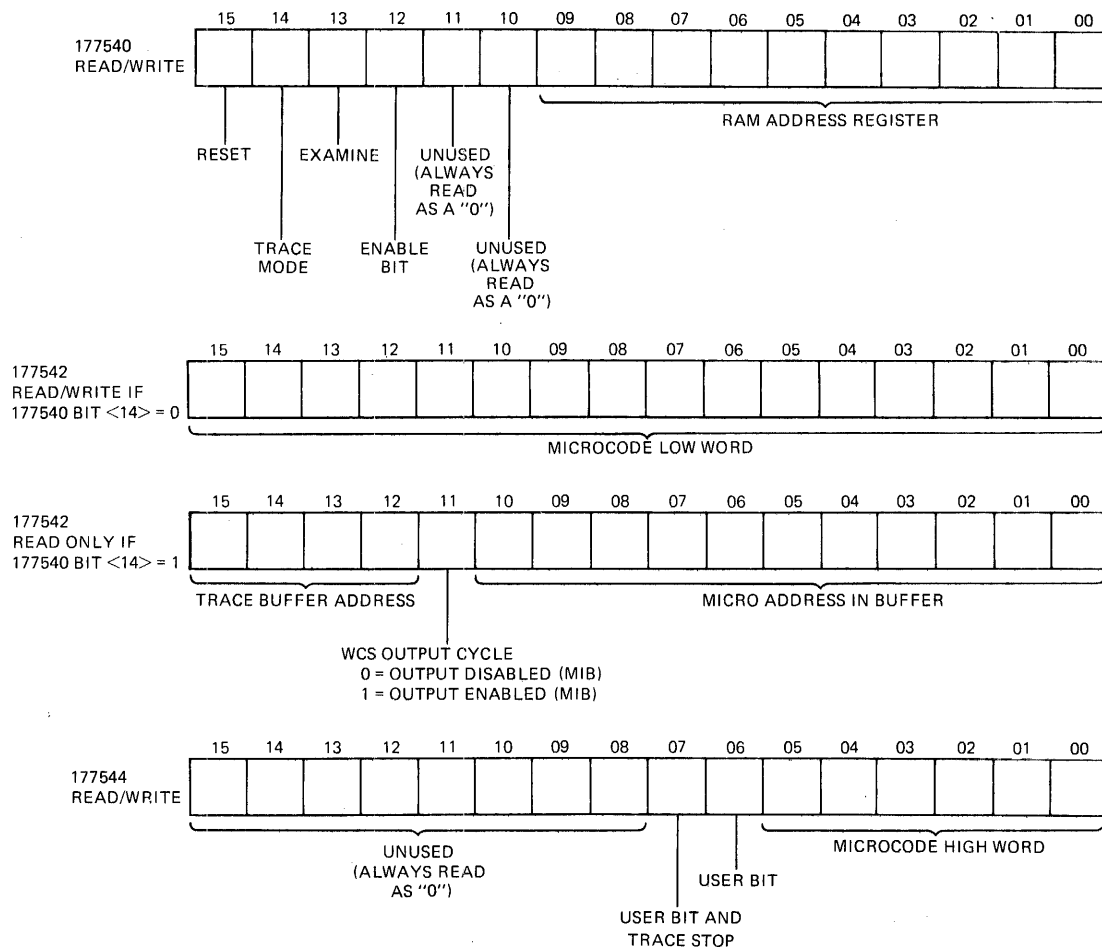 15 14 13 12 11 10 09 08 07 06 05 04 03 02 01 00
177540
READ/WRITE
RAM ADDRESS REGISTER
RESET
EXAMINE
UNUSED
(ALWAYS
READ
AS A "0")
TRACE
MODE
ENABLE
BIT
UNUSED
(ALWAYS
READ
AS A "0")
15 14 13 12 11 10 09 08 07 06 05 04 03 02 01 00
177542
READ/WRITE IF
177540 BIT <14> = 0
MICROCODE LOW WORD
15 14 13 12 11 10 09 08 07 06 05 04 03 02 01 00
177542
READ ONLY IF
177540 BIT <14> = 1
TRACE BUFFER ADDRESS
MICRO ADDRESS IN BUFFER
WCS OUTPUT CYCLE
0 = OUTPUT DISABLED (MIB)
1 = OUTPUT ENABLED (MIB)
15 14 13 12 11 10 09 08 07 06 05 04 03 02 01 00
177544
READ/WRITE
UNUSED
(ALWAYS READ
AS "0")
MICROCODE HIGH WORD
USER BIT
USER BIT AND
TRACE STOP